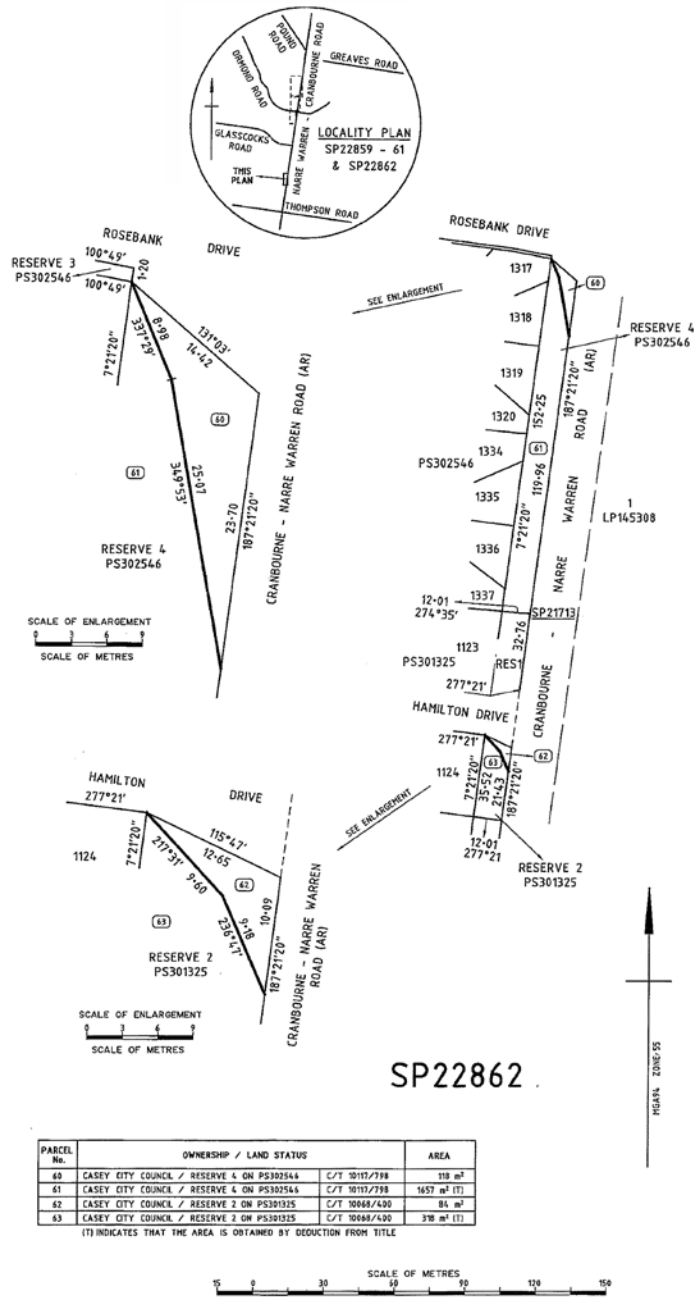 POUND
ROAD
ORMOND ROAD
CRANBOURNE ROAD
GREAVES ROAD
GLASSCOCKS
ROAD
NARRE WARREN -
LOCALITY PLAN
SP22859 - 61
& SP22862
THIS
PLAN
THOMPSON ROAD
ROSEBANK DRIVE
RESERVE 3
PS302546
100°49'
1·20
100°49'
7°21'20"
337°29'
8·98
131°03'
14·42
60
61
349°53'
25·07
23·70
187°21'20"
CRANBOURNE - NARRE WARREN ROAD (AR)
RESERVE 4
PS302546
SCALE OF ENLARGEMENT
0 3 6 9
SCALE OF METRES
SEE ENLARGEMENT
ROSEBANK DRIVE
1317
60
1318
RESERVE 4
PS302546
1319
1320
152·25
187°21'20"
ROAD (AR)
1334
61
PS302546
119·96
1335
7°21'20"
WARREN
1
LP145308
1336
NARRE
1337
12·01
274°35'
SP21713
32·76
1123
PS301325
RES1
277°21'
CRANBOURNE -
HAMILTON DRIVE
277°21'
62
63
1124
7°21'20"
35·52
21·43
187°21'20"
12·01
277°21
RESERVE 2
PS301325
SEE ENLARGEMENT
HAMILTON DRIVE
277°21'
1124
7°21'20"
217°31'
9·60
115°47'
12·65
62
63
236°47'
9·18
10·09
187°21'20"
RESERVE 2
PS301325
CRANBOURNE - NARRE WARREN
ROAD (AR)
SCALE OF ENLARGEMENT
0 3 6 9
SCALE OF METRES
MGA94 ZONE 55
SP22862
PARCEL No. OWNERSHIP / LAND STATUS AREA
60 CASEY CITY COUNCIL / RESERVE 4 ON PS302546 C/T 10117/798 118 m²
61 CASEY CITY COUNCIL / RESERVE 4 ON PS302546 C/T 10117/798 1657 m² (T)
62 CASEY CITY COUNCIL / RESERVE 2 ON PS301325 C/T 10068/400 84 m²
63 CASEY CITY COUNCIL / RESERVE 2 ON PS301325 C/T 10068/400 318 m² (T)
(T) INDICATES THAT THE AREA IS OBTAINED BY DEDUCTION FROM TITLE
SCALE OF METRES
15 0 30 60 90 120 150